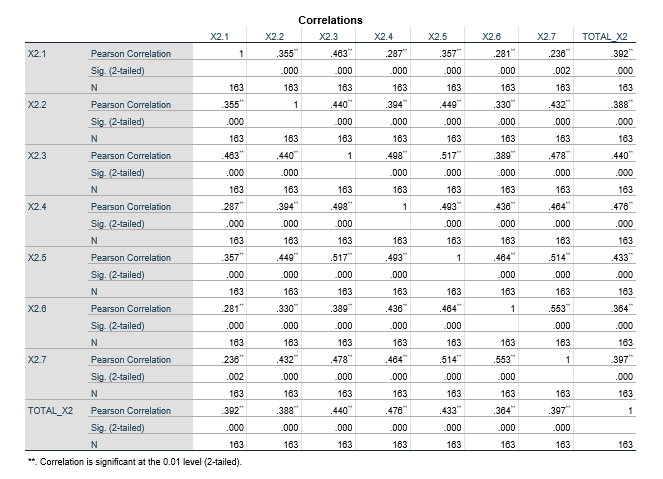 Correlations
X2.1 X2.2 X2.3 X2.4 X2.5 X2.6 X2.7 TOTAL_X2
X2.1 Pearson Correlation 1 .355** .463** .287** .357** .281** .236** .392**
Sig. (2-tailed) .000 .000 .000 .000 .000 .002 .000
N 163 163 163 163 163 163 163 163
X2.2 Pearson Correlation .355** 1 .440** .394** .449** .330** .432** .388**
Sig. (2-tailed) .000 .000 .000 .000 .000 .000 .000
N 163 163 163 163 163 163 163 163
X2.3 Pearson Correlation .463** .440** 1 .498** .517** .389** .478** .440**
Sig. (2-tailed) .000 .000 .000 .000 .000 .000 .000
N 163 163 163 163 163 163 163 163
X2.4 Pearson Correlation .287** .394** .498** 1 .493** .436** .464** .476**
Sig. (2-tailed) .000 .000 .000 .000 .000 .000 .000
N 163 163 163 163 163 163 163 163
X2.5 Pearson Correlation .357** .449** .517** .493** 1 .464** .514** .433**
Sig. (2-tailed) .000 .000 .000 .000 .000 .000 .000
N 163 163 163 163 163 163 163 163
X2.6 Pearson Correlation .281** .330** .389** .436** .464** 1 .553** .364**
Sig. (2-tailed) .000 .000 .000 .000 .000 .000 .000
N 163 163 163 163 163 163 163 163
X2.7 Pearson Correlation .236** .432** .478** .464** .514** .553** 1 .397**
Sig. (2-tailed) .002 .000 .000 .000 .000 .000 .000
N 163 163 163 163 163 163 163 163
TOTAL_X2 Pearson Correlation .392** .388** .440** .476** .433** .364** .397** 1
Sig. (2-tailed) .000 .000 .000 .000 .000 .000 .000
N 163 163 163 163 163 163 163 163
**. Correlation is significant at the 0.01 level (2-tailed).